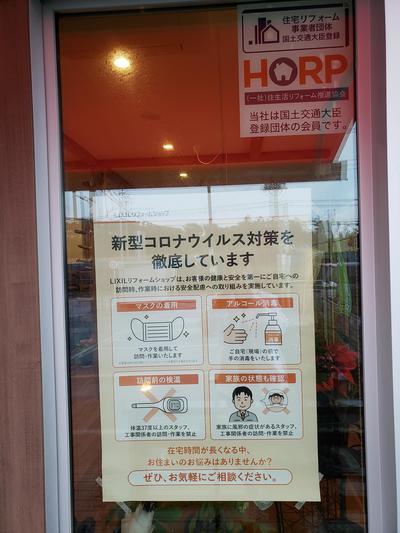 住宅リフォーム
事業者団体
国土交通大臣登録
HORP
(一社)住生活リフォーム推進協会
当社は国土交通大臣
登録団体の会員です。
LIXILリフォームショップ
新型コロナウイルス対策を
徹底しています
LIXILリフォームショップは、お客様の健康と安全を第一にご自宅への
訪問時、作業時における安全配慮への取り組みを実施しています。
マスクの着用
マスクを着用して
訪問・作業いたします
アルコール消毒
消毒
ご自宅(現場)の前で
手の消毒をいたします
訪問前の検温
体温37度以上のスタッフ、
工事関係者の訪問・作業を禁止
家族の状態も確認
家族に風邪の症状があるスタッフ、
工事関係者の訪問・作業を禁止
在宅時間が長くなる中、
お住まいのお悩みはありませんか?
ぜひ、お気軽にご相談ください。